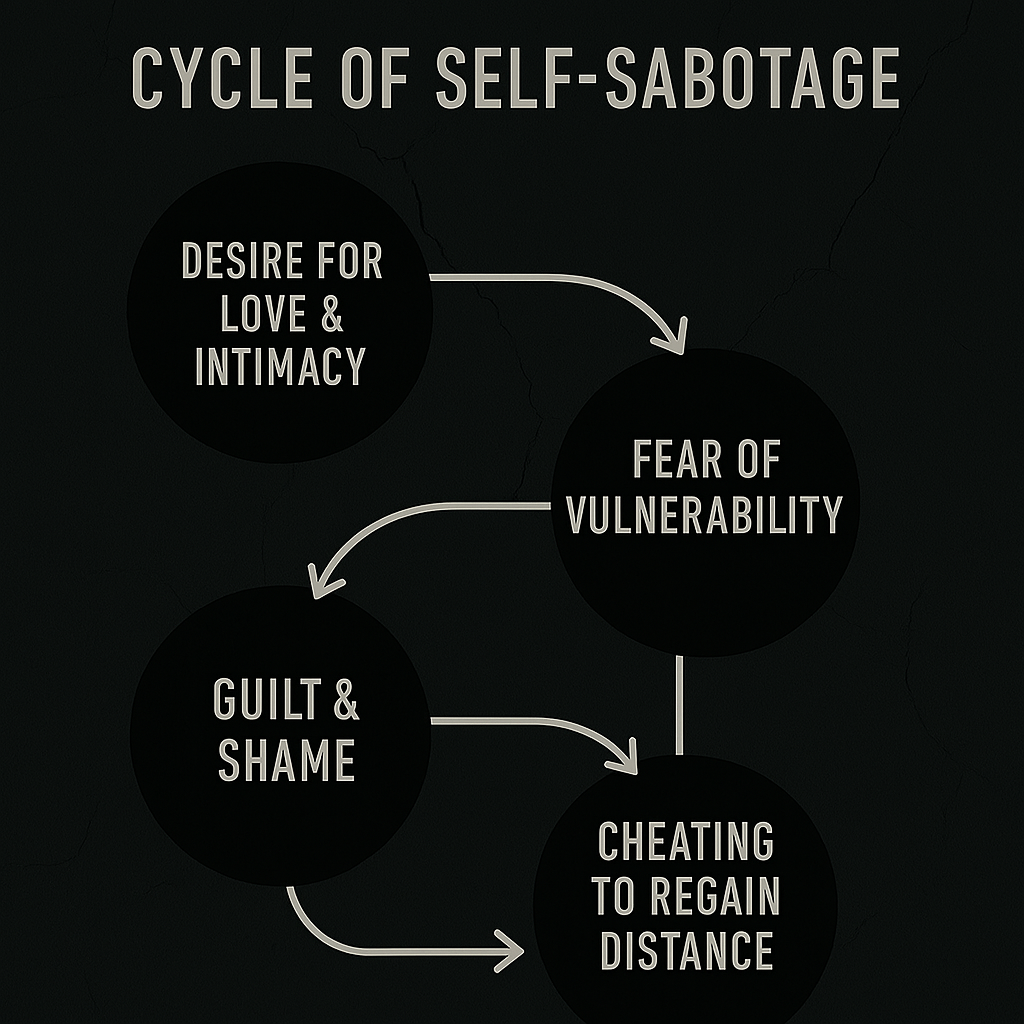 CYCLE OF SELF-SABOTAGE
DESIRE FOR
LOVE &
INTIMACY
FEAR OF
VULNERABILITY
GUILT &
SHAME
CHEATING
TO REGAIN
DISTANCE